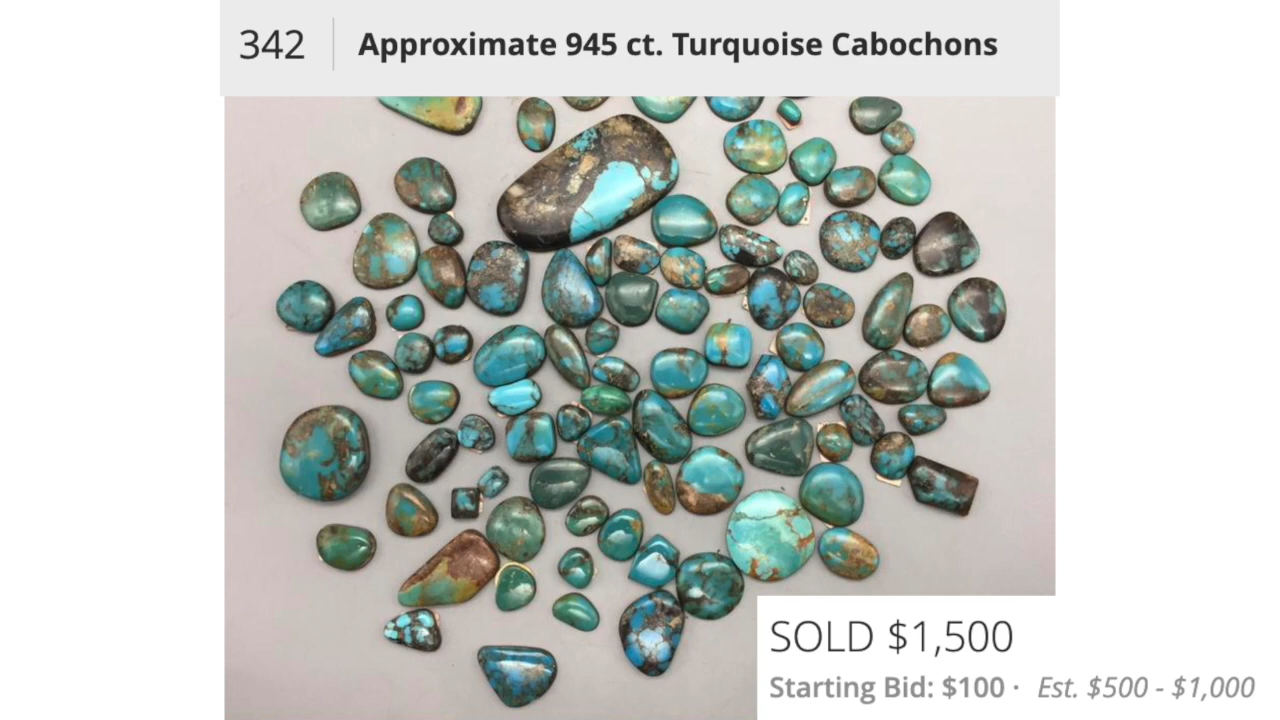 342 Approximate 945 ct. Turquoise Cabochons
SOLD $1,500
Starting Bid: $100 · Est. $500 - $1,000